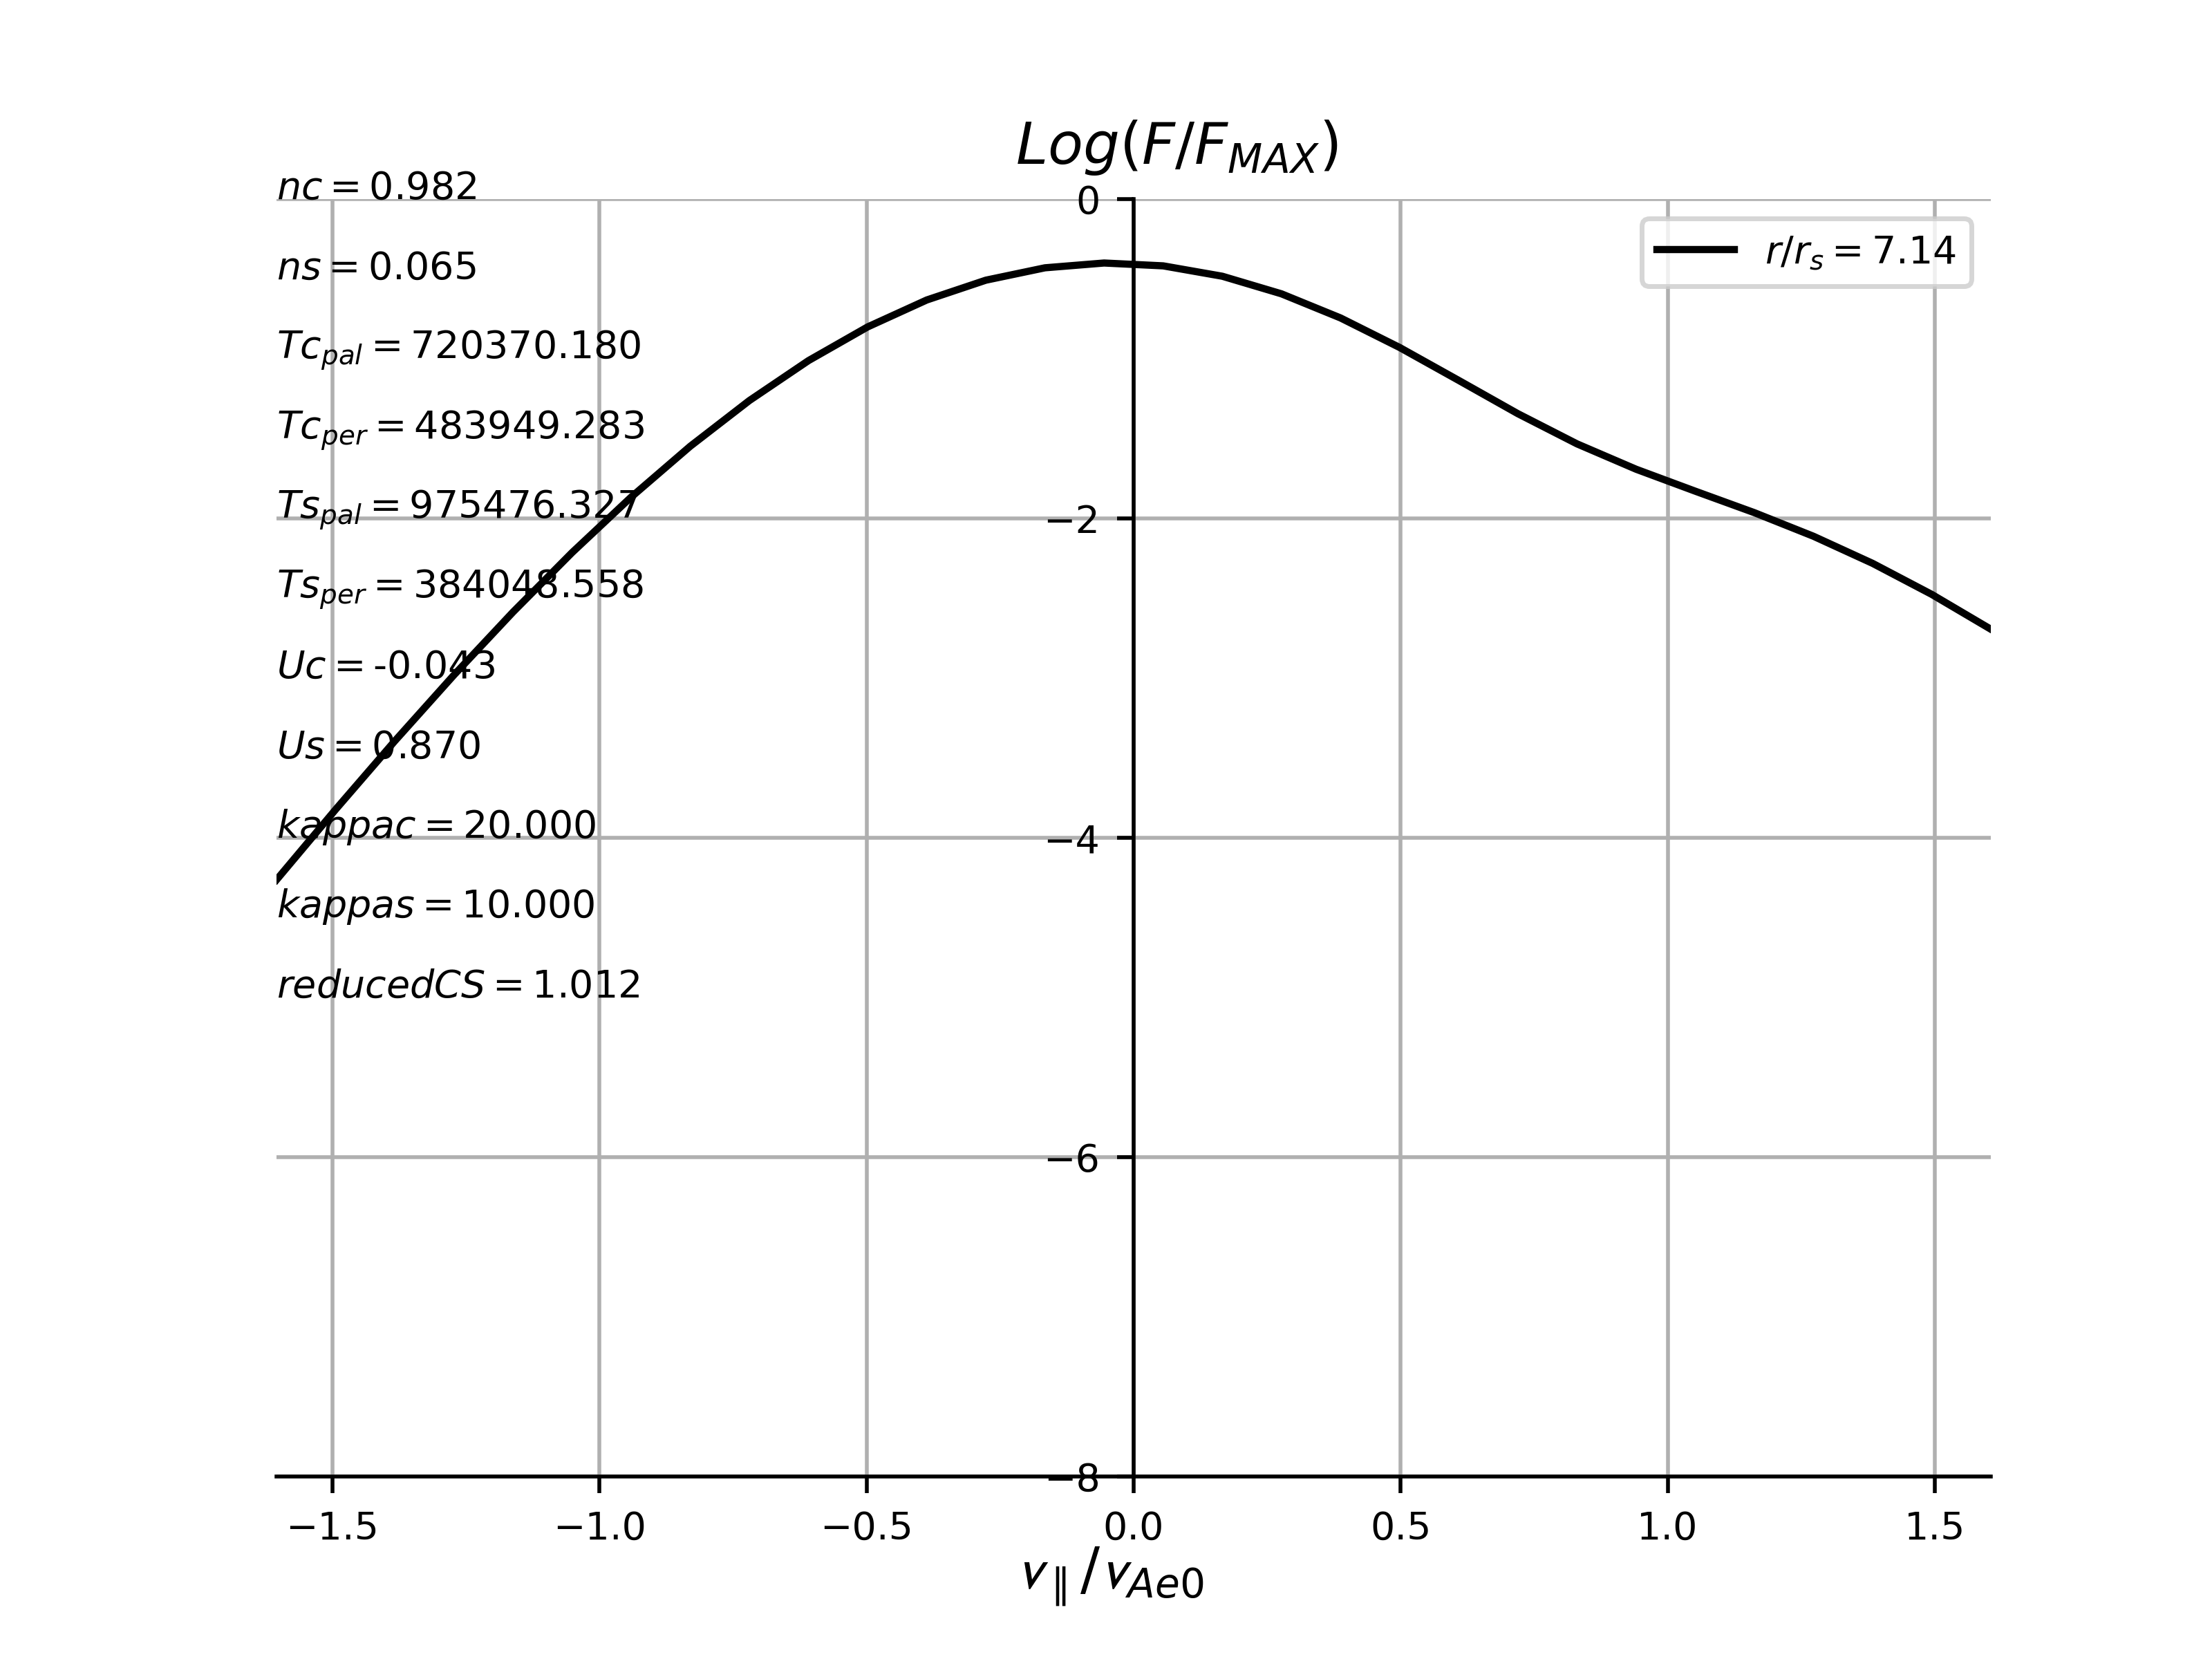 Log(F/F_MAX)
nc = 0.982
0
r/r_s = 7.14
ns = 0.065
Tc_pal = 720370.180
Tc_per = 483949.283
Ts_pal = 975476.327
−2
Ts_per = 384048.558
Uc = -0.043
Us = 0.870
kappac = 20.000
−4
kappas = 10.000
reducedCS = 1.012
−6
−8
−1.5 −1.0 −0.5 0.0 0.5 1.0 1.5
v_∥/v_Ae0